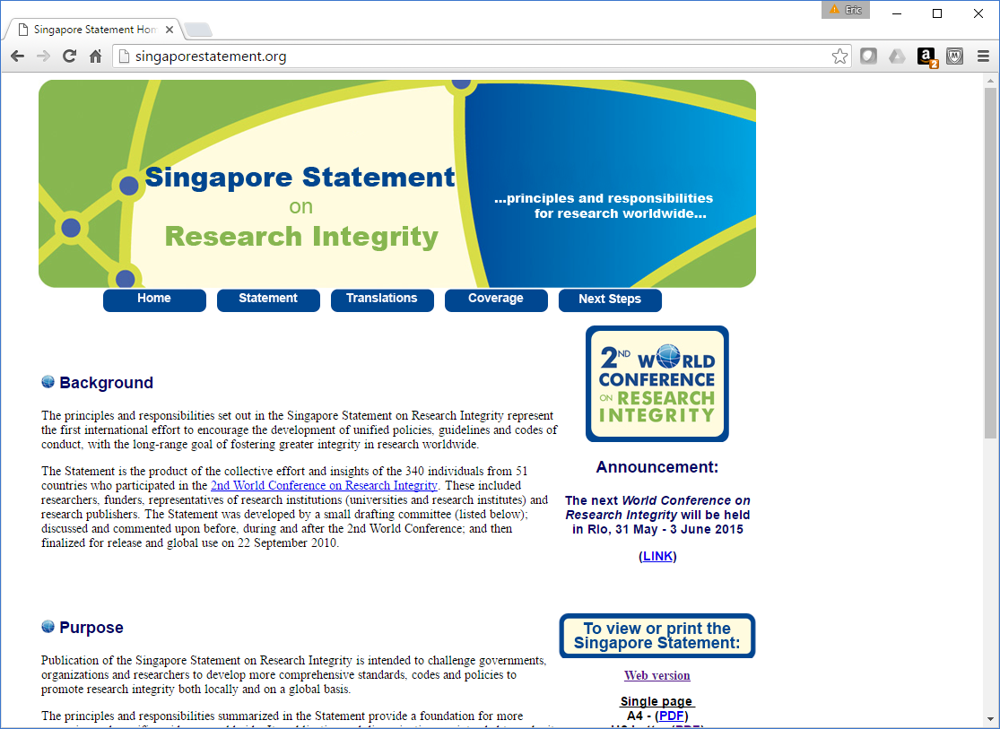 Eric
Singapore Statement Hom
singaporestatement.org
a
2
M
Singapore Statement
on
Research Integrity
...principles and responsibilities
for research worldwide...
Home
Statement
Translations
Coverage
Next Steps
Background
The principles and responsibilities set out in the Singapore Statement on Research Integrity represent
the first international effort to encourage the development of unified policies, guidelines and codes of
conduct, with the long-range goal of fostering greater integrity in research worldwide.
The Statement is the product of the collective effort and insights of the 340 individuals from 51
countries who participated in the 2nd World Conference on Research Integrity. These included
researchers, funders, representatives of research institutions (universities and research institutes) and
research publishers. The Statement was developed by a small drafting committee (listed below);
discussed and commented upon before, during and after the 2nd World Conference; and then
finalized for release and global use on 22 September 2010.
2ND WORLD
CONFERENCE
ON RESEARCH
INTEGRITY
Announcement:
The next World Conference on
Research Integrity will be held
in Rio, 31 May - 3 June 2015
(LINK)
Purpose
Publication of the Singapore Statement on Research Integrity is intended to challenge governments,
organizations and researchers to develop more comprehensive standards, codes and policies to
promote research integrity both locally and on a global basis.
The principles and responsibilities summarized in the Statement provide a foundation for more
To view or print the
Singapore Statement:
Web version
Single page
A4 - (PDF)